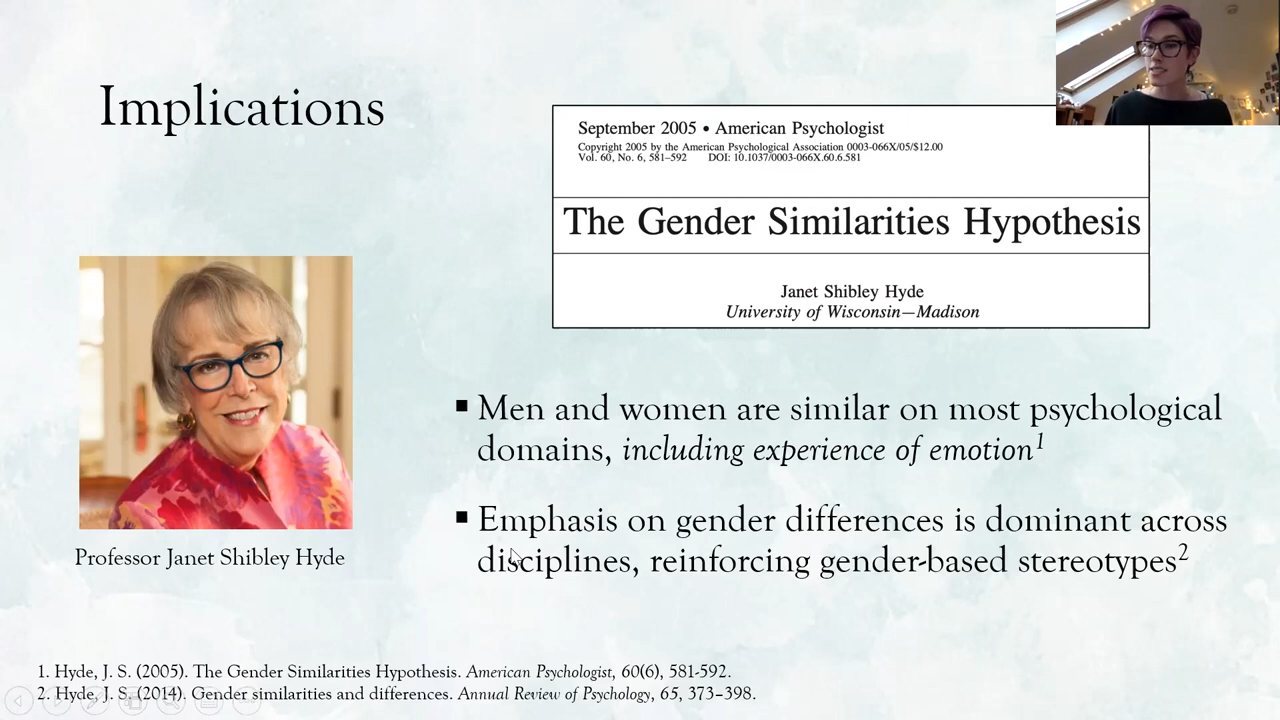 Implications
September 2005 • American Psychologist
Copyright 2005 by the American Psychological Association 0003-066X/05/$12.00
Vol. 60, No. 6, 581–592 DOI: 10.1037/0003-066X.60.6.581
The Gender Similarities Hypothesis
Janet Shibley Hyde
University of Wisconsin—Madison
Professor Janet Shibley Hyde
▪ Men and women are similar on most psychological
domains, including experience of emotion¹
▪ Emphasis on gender differences is dominant across
disciplines, reinforcing gender-based stereotypes²
1. Hyde, J. S. (2005). The Gender Similarities Hypothesis. American Psychologist, 60(6), 581-592.
2. Hyde, J. S. (2014). Gender similarities and differences. Annual Review of Psychology, 65, 373–398.